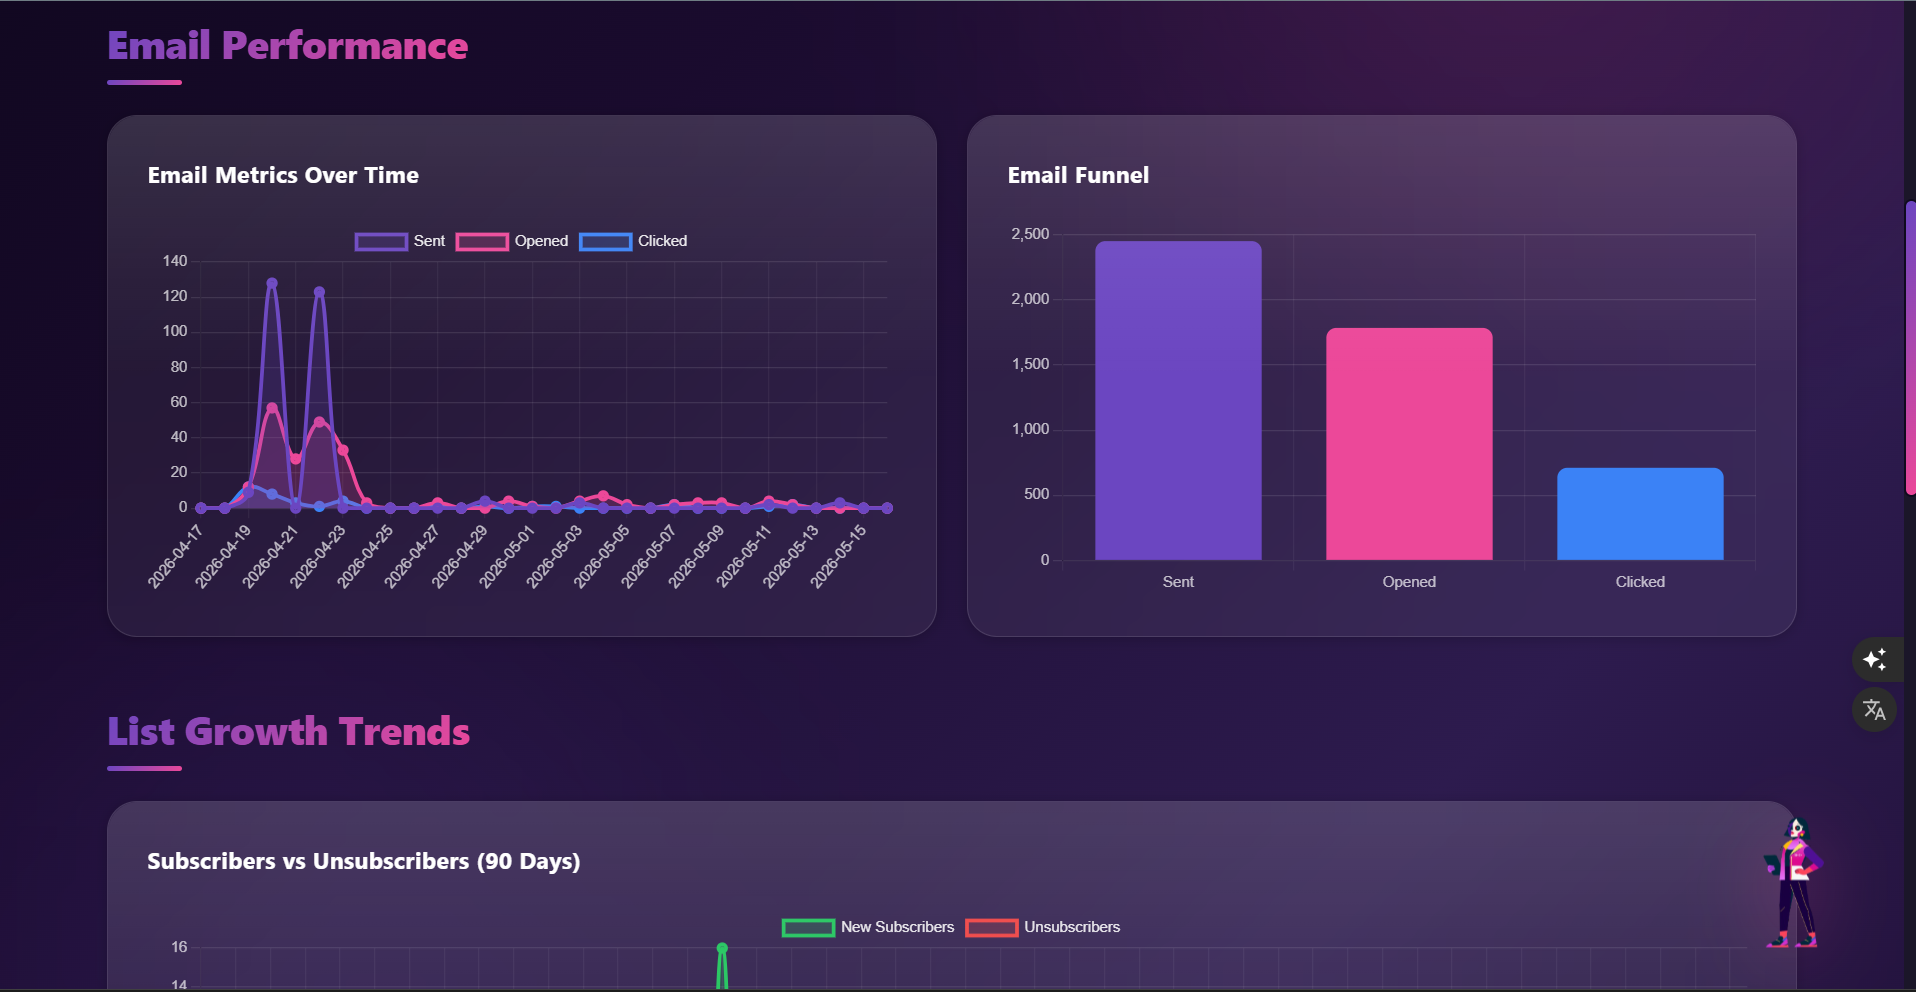 Email Performance
Email Metrics Over Time
Sent Opened Clicked
140
120
100
80
60
40
20
0
2026-04-17 2026-04-19 2026-04-21 2026-04-23 2026-04-25 2026-04-27 2026-04-29 2026-05-01 2026-05-03 2026-05-05 2026-05-07 2026-05-09 2026-05-11 2026-05-13 2026-05-15
Email Funnel
2,500
2,000
1,500
1,000
500
0
Sent Opened Clicked
List Growth Trends
Subscribers vs Unsubscribers (90 Days)
New Subscribers Unsubscribers
16
14